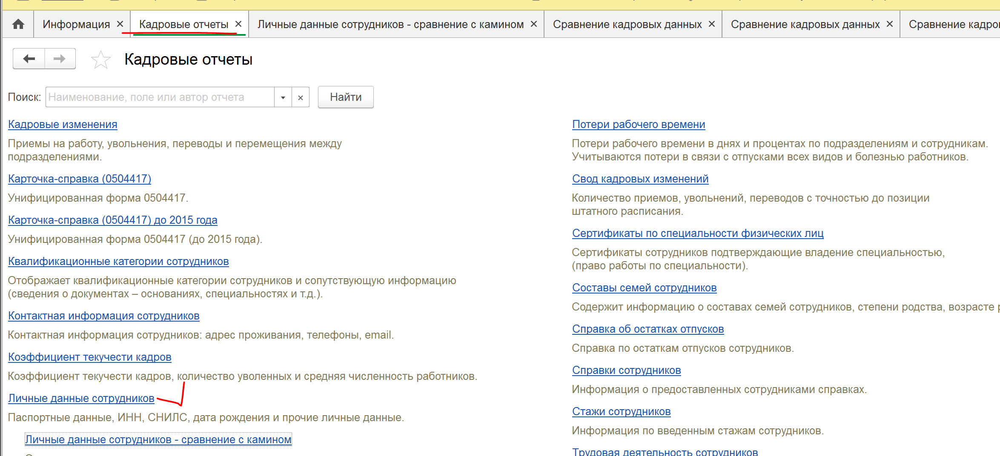 Информация
Кадровые отчеты
Личные данные сотрудников - сравнение с камином
Сравнение кадровых данных
Сравнение кадровых данных
Сравнение кадро
Кадровые отчеты
Поиск:
Наименование, поле или автор отчета
Найти
Кадровые изменения
Приемы на работу, увольнения, переводы и перемещения между
подразделениями.
Карточка-справка (0504417)
Унифицированная форма 0504417.
Карточка-справка (0504417) до 2015 года
Унифицированная форма 0504417 (до 2015 года).
Квалификационные категории сотрудников
Отображает квалификационные категории сотрудников и сопутствующую информацию
(сведения о документах – основаниях, специальностях и т.д.).
Контактная информация сотрудников
Контактная информация сотрудников: адрес проживания, телефоны, email.
Коэффициент текучести кадров
Коэффициент текучести кадров, количество уволенных и средняя численность работников.
Личные данные сотрудников
Паспортные данные, ИНН, СНИЛС, дата рождения и прочие личные данные.
Личные данные сотрудников - сравнение с камином
Потери рабочего времени
Потери рабочего времени в днях и процентах по подразделениям и сотрудникам.
Учитываются потери в связи с отпусками всех видов и болезнью работников.
Свод кадровых изменений
Количество приемов, увольнений, переводов с точностью до позиции
штатного расписания.
Сертификаты по специальности физических лиц
Сертификаты сотрудников подтверждающие владение специальностью,
(право работы по специальности).
Составы семей сотрудников
Содержит информацию о составах семей сотрудников, степени родства, возрасте
Справка об остатках отпусков
Справка по остаткам отпусков сотрудников.
Справки сотрудников
Информация о предоставленных сотрудниками справках.
Стажи сотрудников
Информация по введенным стажам сотрудников.
Трудовая деятельность сотрудников